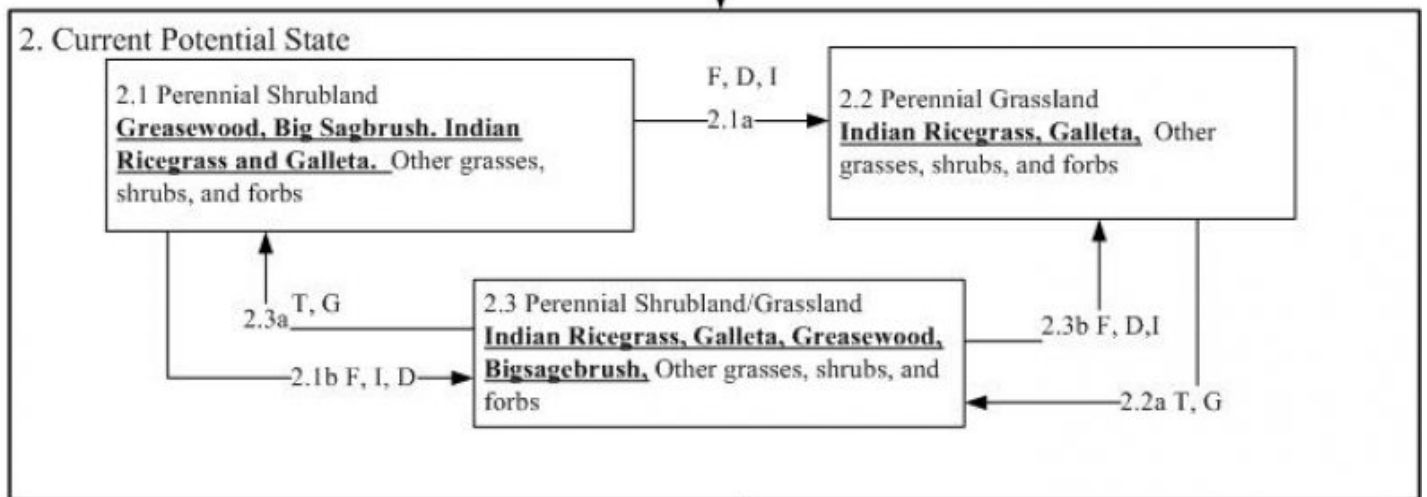 2. Current Potential State
2.1 Perennial Shrubland
Greasewood, Big Sagbrush. Indian
Ricegrass and Galleta. Other grasses,
shrubs, and forbs
F, D, I
2.1a
2.2 Perennial Grassland
Indian Ricegrass, Galleta, Other
grasses, shrubs, and forbs
2.3a T, G
2.1b F, I, D
2.3 Perennial Shrubland/Grassland
Indian Ricegrass, Galleta, Greasewood,
Bigsagebrush, Other grasses, shrubs, and
forbs
2.3b F, D,I
2.2a T, G